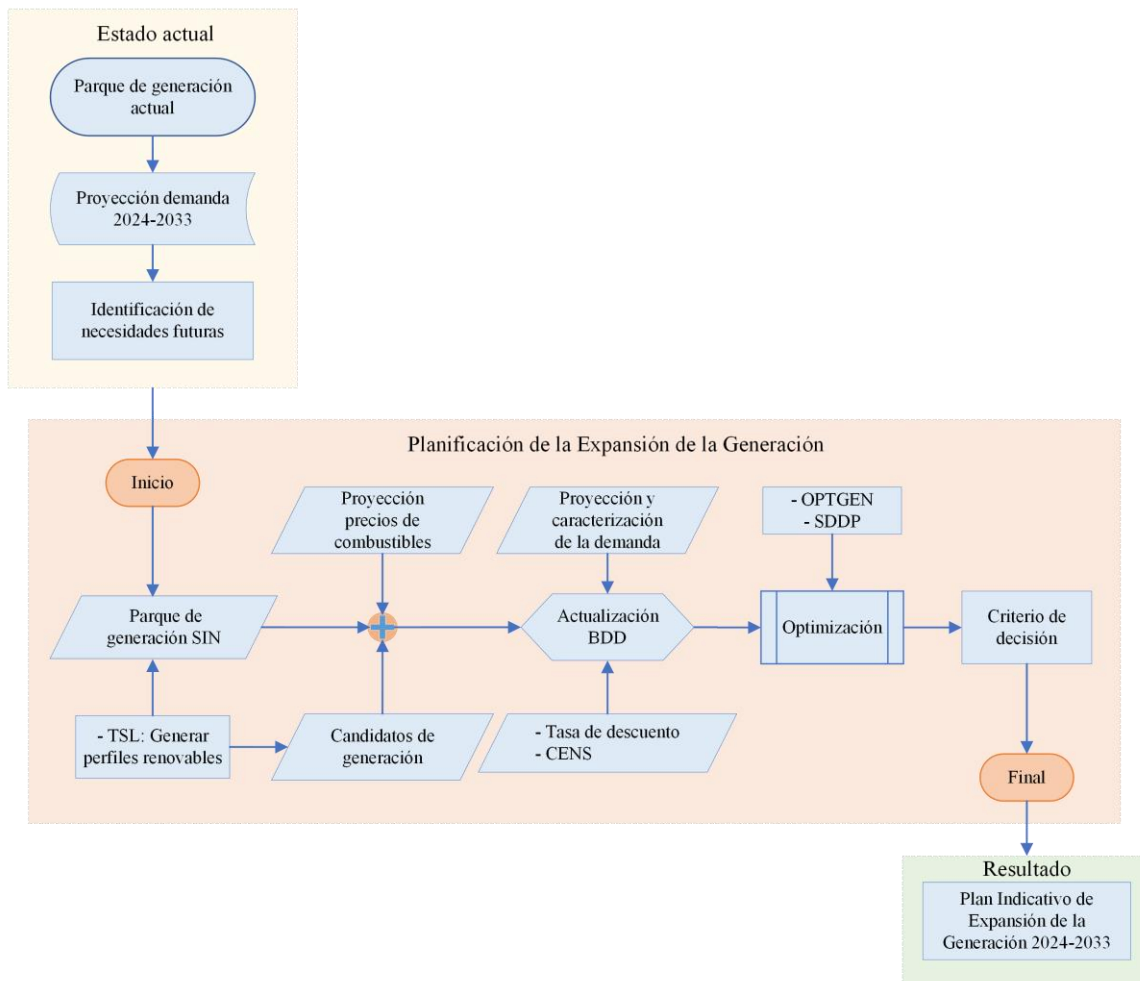 Estado actual
Parque de generación
actual
Proyección demanda
2024-2033
Identificación de
necesidades futuras
Planificación de la Expansión de la Generación
Inicio
Proyección
precios de
combustibles
Proyección y
caracterización
de la demanda
- OPTGEN
- SDDP
Parque de
generación SIN
Actualización
BDD
Optimización
Criterio de
decisión
- TSL: Generar
perfiles renovables
Candidatos de
generación
- Tasa de descuento
- CENS
Final
Resultado
Plan Indicativo de
Expansión de la
Generación 2024-2033